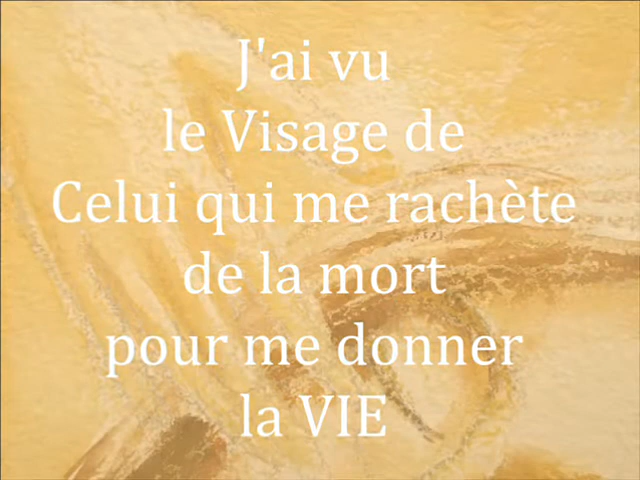 J'ai vu
le Visage de
Celui qui me rachète
de la mort
pour me donner
la VIE